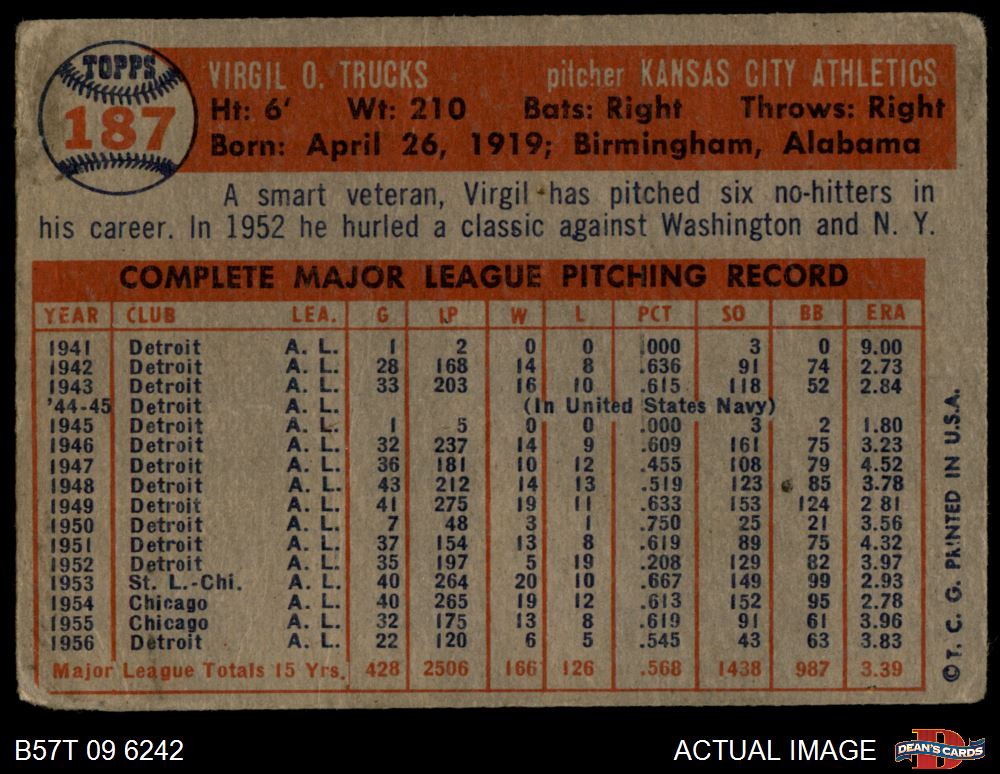 TOPPS
187
VIRGIL O. TRUCKS pitcher KANSAS CITY ATHLETICS
Ht: 6' Wt: 210 Bats: Right Throws: Right
Born: April 26, 1919; Birmingham, Alabama
A smart veteran, Virgil has pitched six no-hitters in
his career. In 1952 he hurled a classic against Washington and N. Y.
COMPLETE MAJOR LEAGUE PITCHING RECORD
YEAR CLUB LEA. G IP W L PCT SO BB ERA
1941 Detroit A. L. 1 2 0 0 .000 3 0 9.00
1942 Detroit A. L. 28 168 14 8 .636 91 74 2.73
1943 Detroit A. L. 33 203 16 10 .615 118 52 2.84
'44-45 Detroit A. L. (In United States Navy)
1945 Detroit A. L. 1 5 0 0 .000 3 2 1.80
1946 Detroit A. L. 32 237 14 9 .609 161 75 3.23
1947 Detroit A. L. 36 181 10 12 .455 108 79 4.52
1948 Detroit A. L. 43 212 14 13 .519 123 85 3.78
1949 Detroit A. L. 41 275 19 11 .633 153 124 2.81
1950 Detroit A. L. 7 48 3 1 .750 25 21 3.56
1951 Detroit A. L. 37 154 13 8 .619 89 75 4.32
1952 Detroit A. L. 35 197 5 19 .208 129 82 3.97
1953 St. L.-Chi. A. L. 40 264 20 10 .667 149 99 2.93
1954 Chicago A. L. 40 265 19 12 .613 152 95 2.78
1955 Chicago A. L. 32 175 13 8 .619 91 61 3.96
1956 Detroit A. L. 22 120 6 5 .545 43 63 3.83
Major League Totals 15 Yrs. 428 2506 166 126 .568 1438 987 3.39
©T. C. G. PRINTED IN U.S.A.
B57T 09 6242
ACTUAL IMAGE
D
DEAN'S CARDS